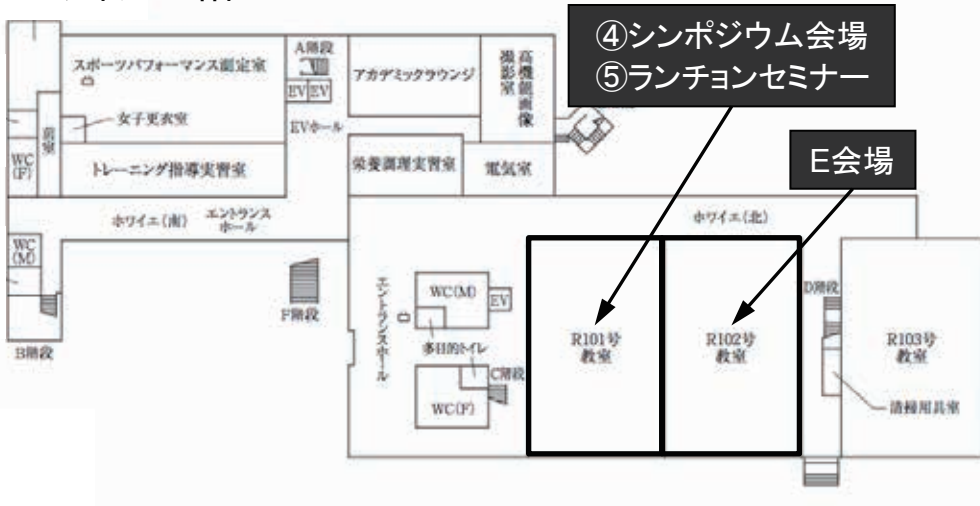 ④シンポジウム会場
⑤ランチョンセミナー
E会場
スポーツパフォーマンス測定室
女子更衣室
前室
WC
(F)
トレーニング指導実習室
A階段
EV
EV
EVホール
アカデミックラウンジ
高機能画像
撮影室
栄養調理実習室
電気室
ホワイエ(南)
エントランス
ホール
ホワイエ(北)
WC
(M)
B階段
F階段
エントランスホール
WC(M)
EV
多目的トイレ
C階段
WC(F)
R101号
教室
R102号
教室
D階段
R103号
教室
清掃用具室